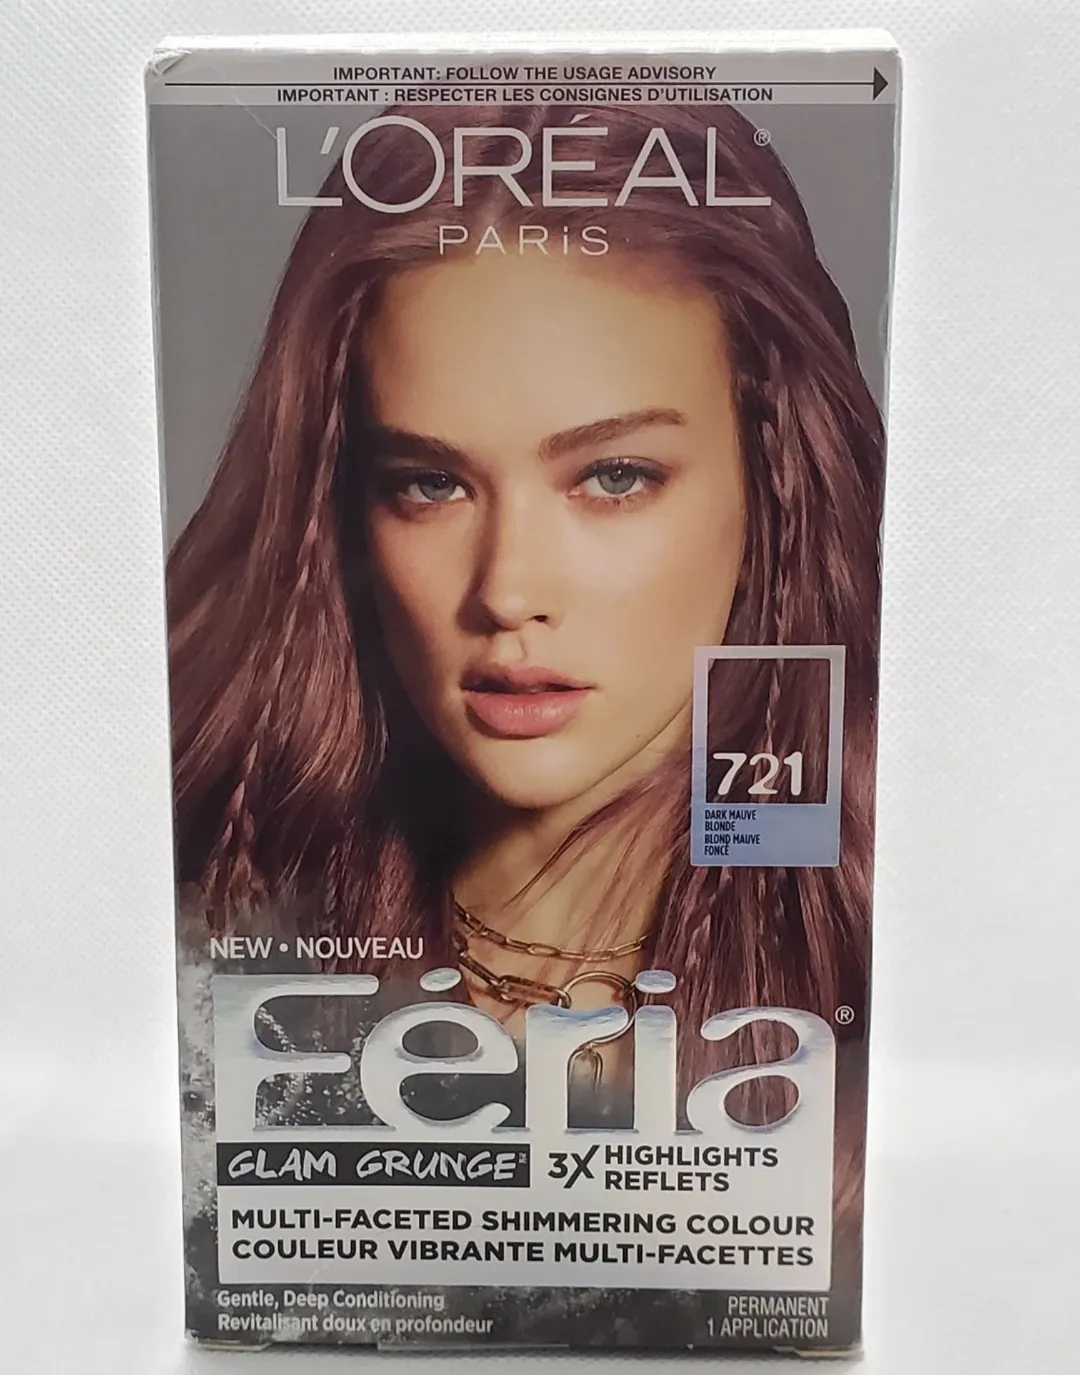 IMPORTANT: FOLLOW THE USAGE ADVISORY
IMPORTANT : RESPECTER LES CONSIGNES D'UTILISATION
L'ORÉAL®
PARiS
721
DARK MAUVE
BLONDE
BLOND MAUVE
FONCÉ
NEW • NOUVEAU
Féria®
GLAM GRUNGE™
3X HIGHLIGHTS
REFLETS
MULTI-FACETED SHIMMERING COLOUR
COULEUR VIBRANTE MULTI-FACETTES
Gentle, Deep Conditioning
Revitalisant doux en profondeur
PERMANENT
1 APPLICATION